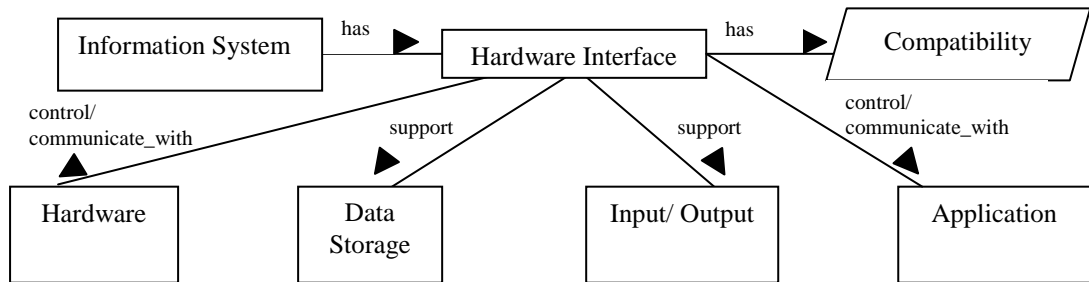 has
has
Information System
Hardware Interface
Compatibility
control/
communicate_with
support
support
control/
communicate_with
Hardware
Data
Storage
Input/ Output
Application